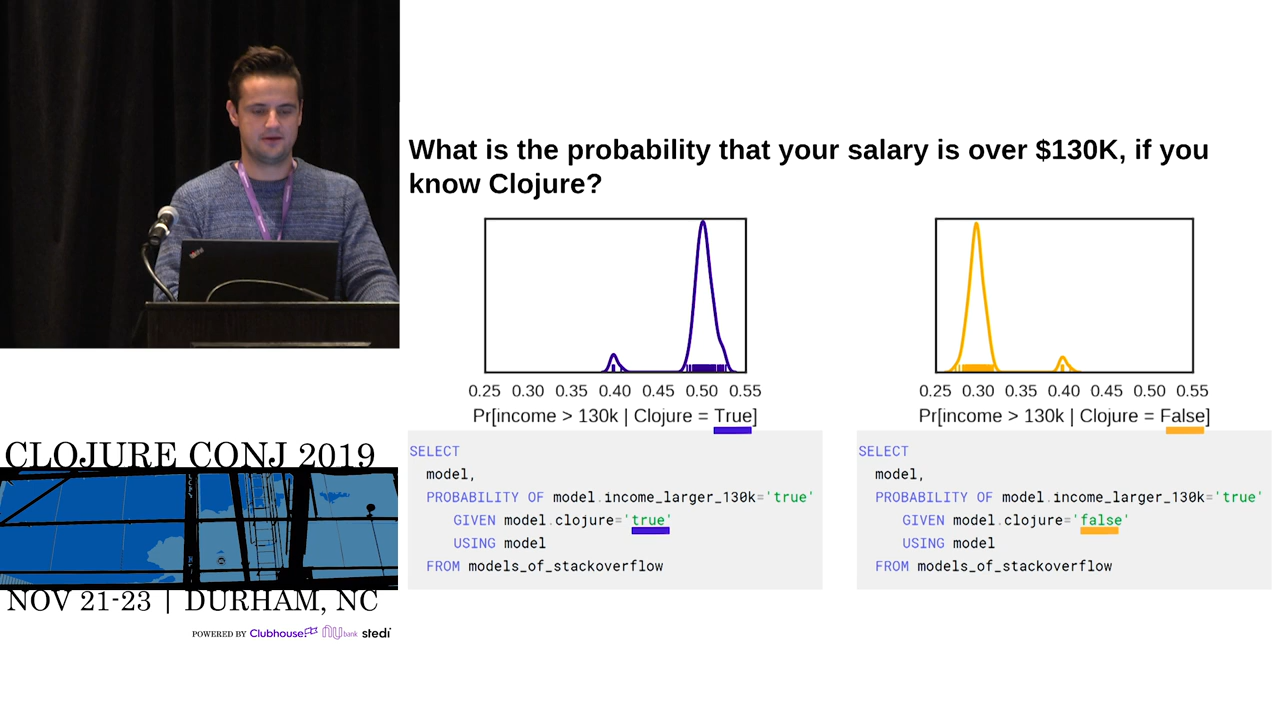 What is the probability that your salary is over $130K, if you
know Clojure?
0.25 0.30 0.35 0.40 0.45 0.50 0.55
Pr[income > 130k | Clojure = True]
0.25 0.30 0.35 0.40 0.45 0.50 0.55
Pr[income > 130k | Clojure = False]
SELECT
model,
PROBABILITY OF model.income_larger_130k='true'
GIVEN model.clojure='true'
USING model
FROM models_of_stackoverflow
SELECT
model,
PROBABILITY OF model.income_larger_130k='true'
GIVEN model.clojure='false'
USING model
FROM models_of_stackoverflow
CLOJURE CONJ 2019
NOV 21-23 | DURHAM, NC
POWERED BY Clubhouse nu bank stedi